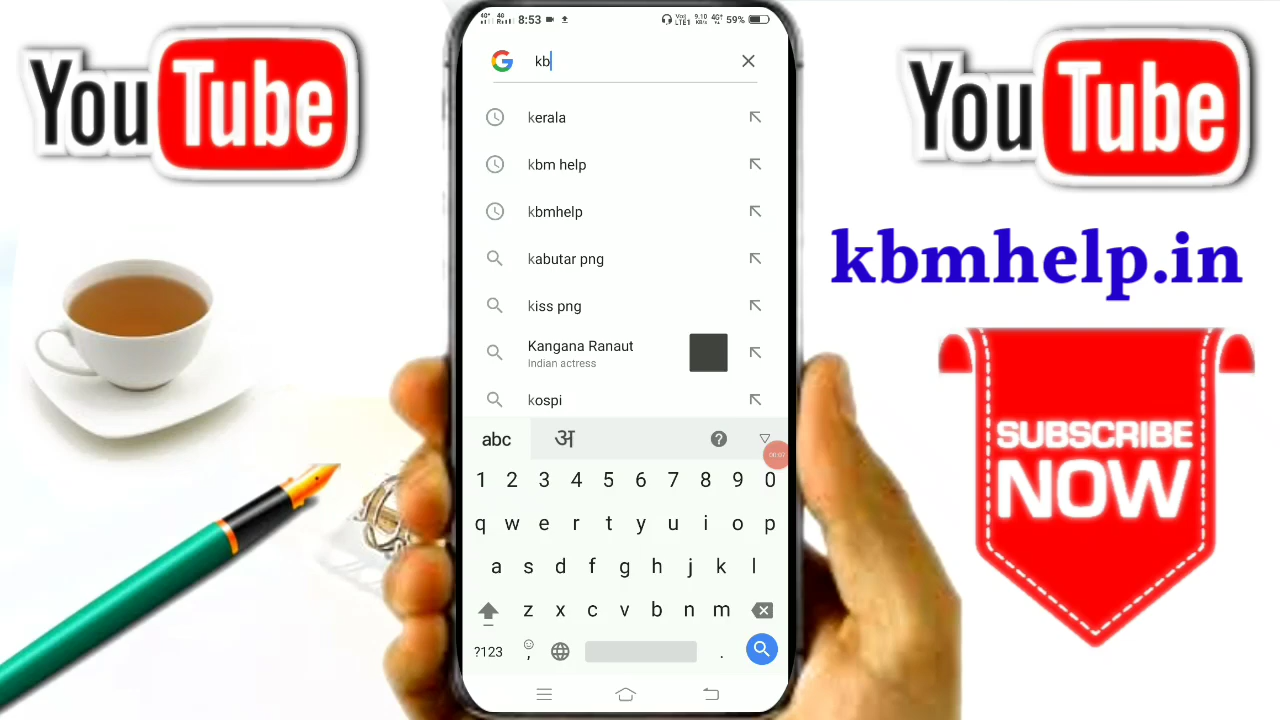 YouTube
YouTube
8:53
59%
kb
kerala
kbm help
kbmhelp
kabutar png
kiss png
Kangana Ranaut
Indian actress
kospi
abc अ
1 2 3 4 5 6 7 8 9 0
q w e r t y u i o p
a s d f g h j k l
z x c v b n m
?123 , .
kbmhelp.in
SUBSCRIBE
NOW